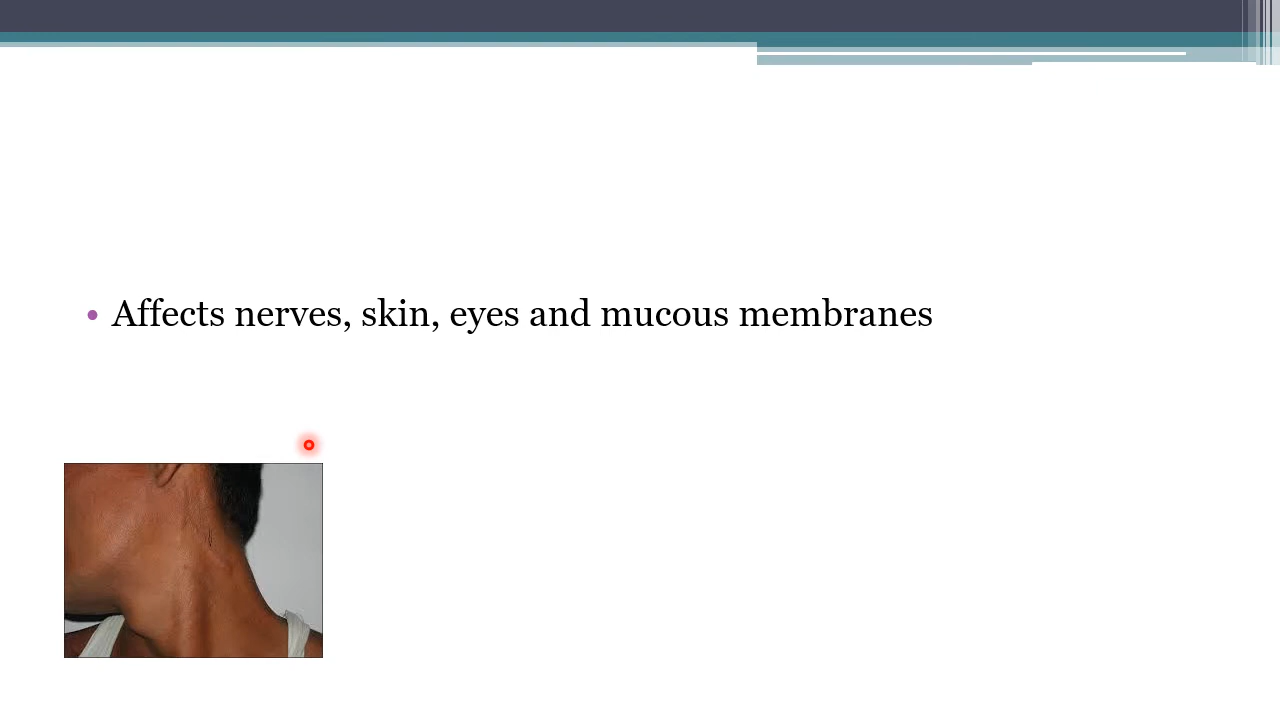 • Affects nerves, skin, eyes and mucous membranes